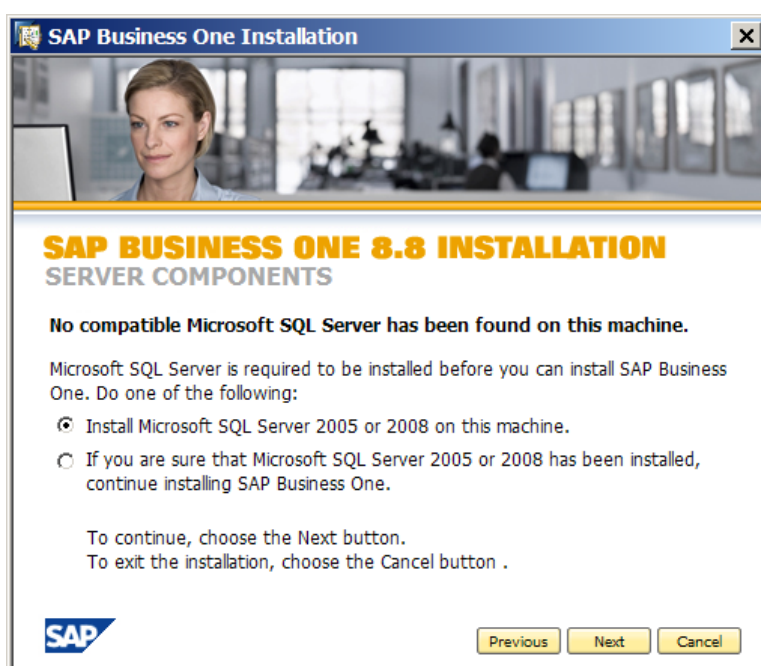 SAP Business One Installation
SAP BUSINESS ONE 8.8 INSTALLATION
SERVER COMPONENTS
No compatible Microsoft SQL Server has been found on this machine.
Microsoft SQL Server is required to be installed before you can install SAP Business
One. Do one of the following:
Install Microsoft SQL Server 2005 or 2008 on this machine.
If you are sure that Microsoft SQL Server 2005 or 2008 has been installed,
continue installing SAP Business One.
To continue, choose the Next button.
To exit the installation, choose the Cancel button .
SAP
Previous Next Cancel